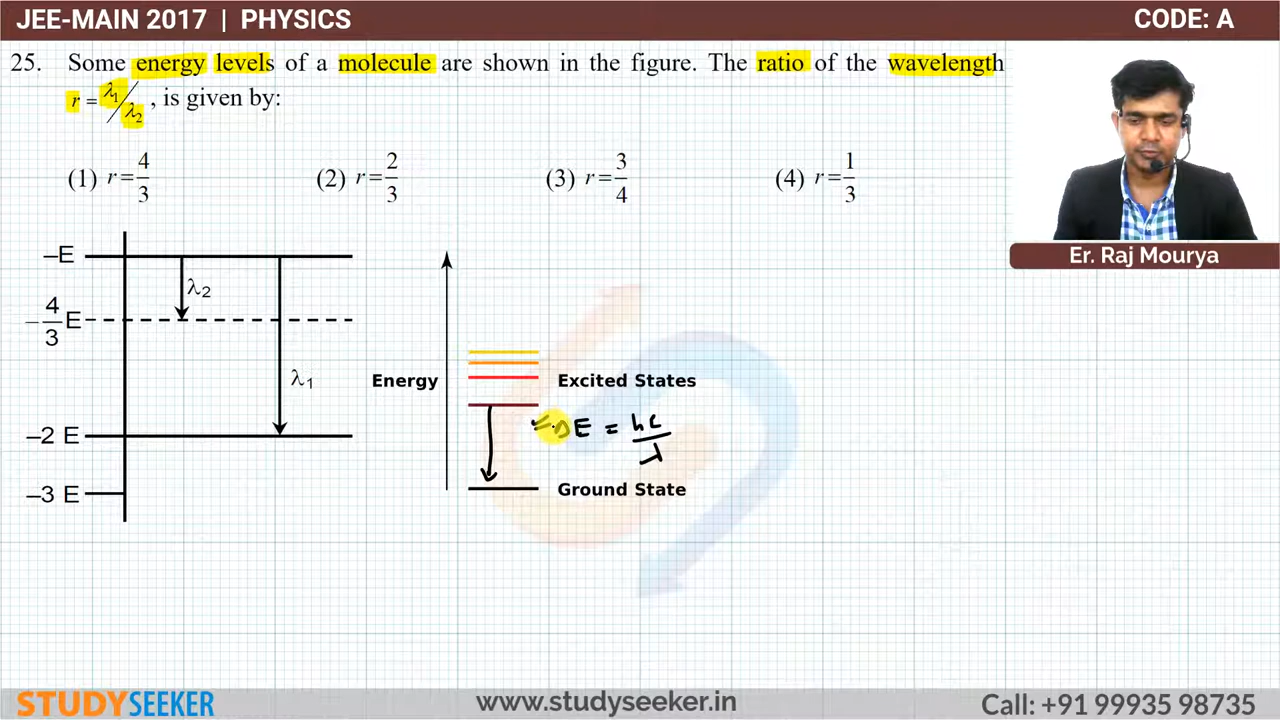 JEE-MAIN 2017 | PHYSICS
CODE: A
25. Some energy levels of a molecule are shown in the figure. The ratio of the wavelength
r = λ₁/λ₂ , is given by:
(1) r = 4/3 (2) r = 2/3 (3) r = 3/4 (4) r = 1/3
Er. Raj Mourya
–E
λ₂
–4/3 E
λ₁
–2 E
–3 E
Energy
Excited States
ΔE = hc/λ
Ground State
STUDYSEEKER
www.studyseeker.in
Call: +91 99935 98735